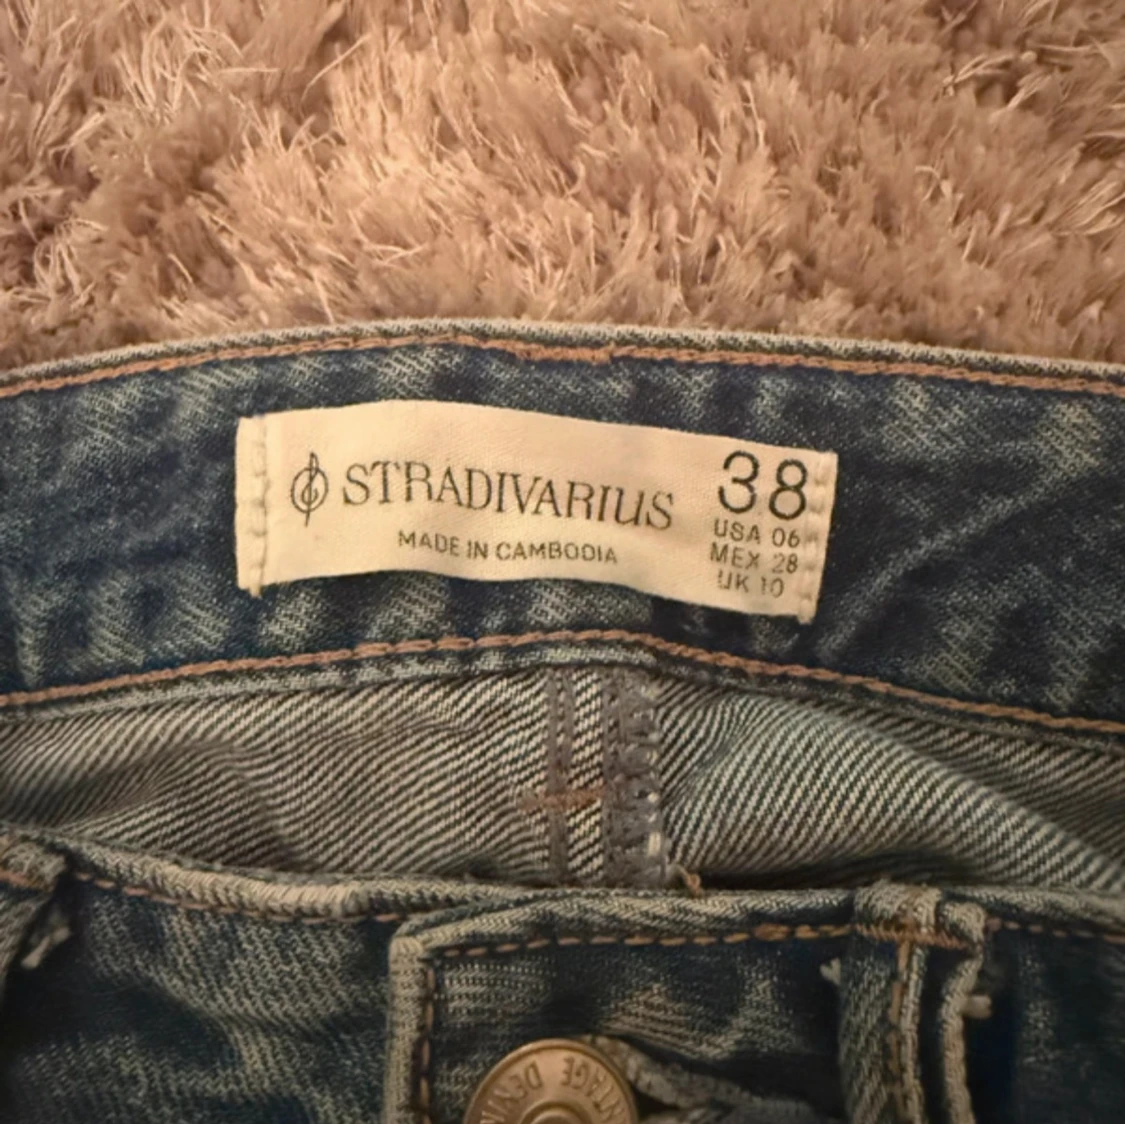 STRADIVARIUS
MADE IN CAMBODIA
38
USA 06
MEX 28
UK 10